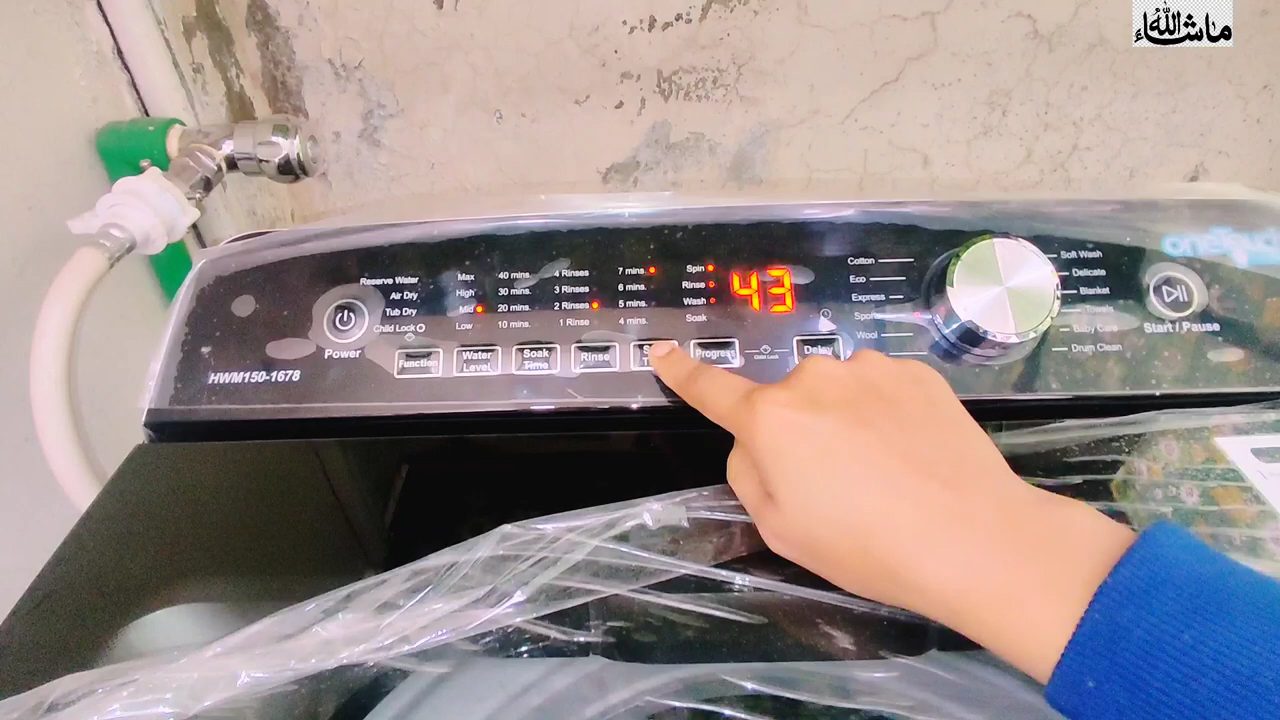 ماشاء الله
Reserve Water
Air Dry
Tub Dry
Child Lock
Max
High
Mid
Low
40 mins.
30 mins.
20 mins.
10 mins.
4 Rinses
3 Rinses
2 Rinses
1 Rinse
7 mins.
6 mins.
5 mins.
4 mins.
Spin
Rinse
Wash
Soak
43
Cotton
Eco
Express
Sports
Wool
Soft Wash
Delicate
Blanket
Towels
Baby Care
Drum Clean
Power
Function
Water Level
Soak Time
Rinse
Progress
Child Lock
Delay
Start / Pause
HWM150-1678